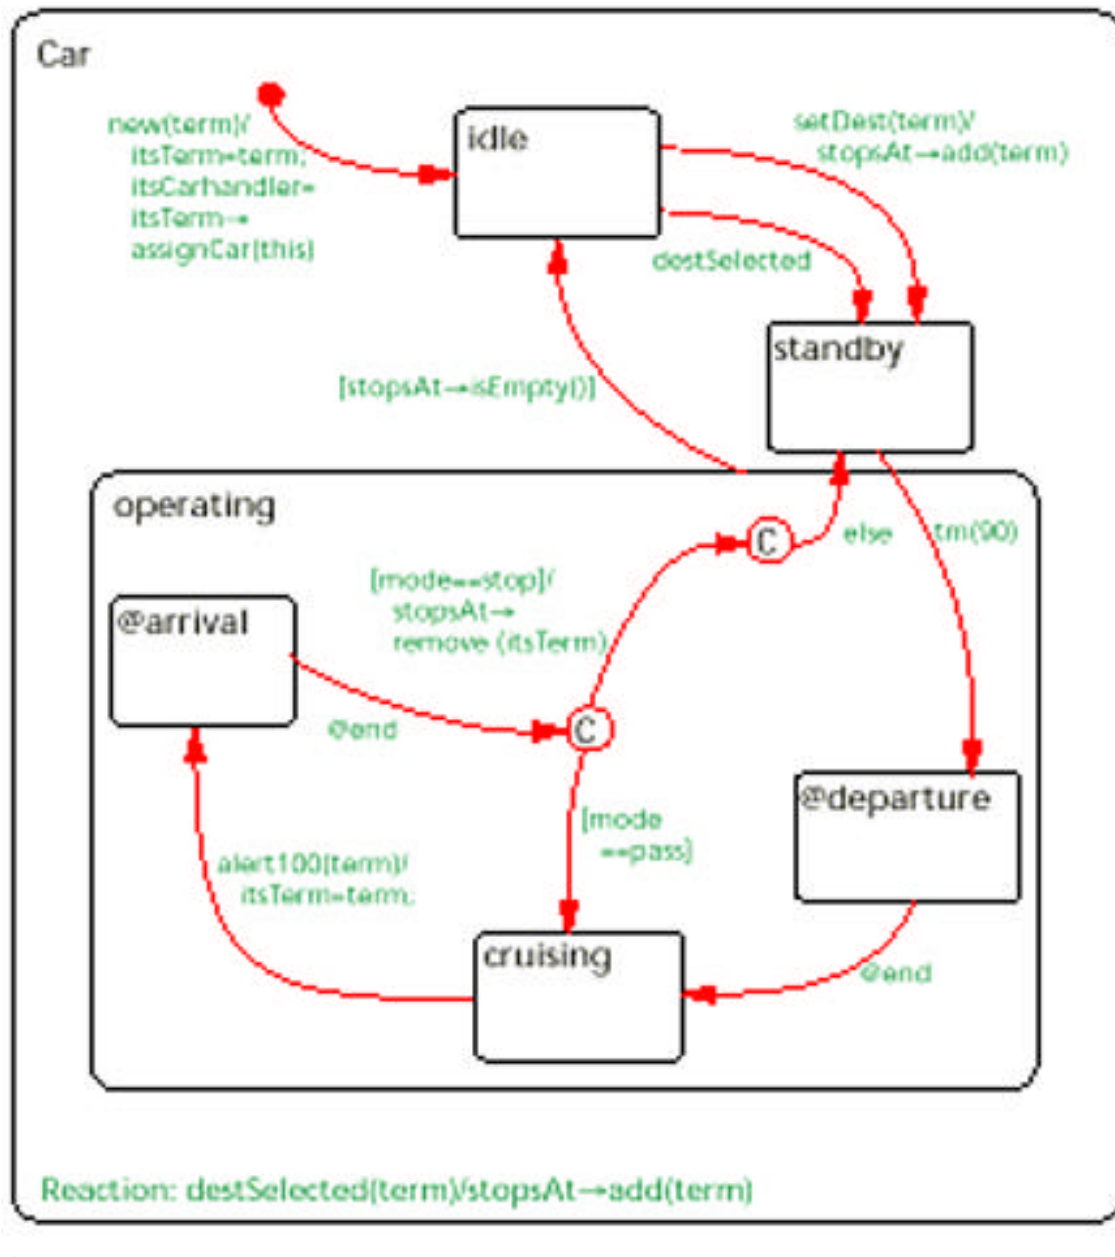 Car
new(term)/
itsTerm=term;
itsCarhandler=
itsTerm→
assignCar(this)
idle
setDest(term)/
stopsAt→add(term)
destSelected
standby
[stopsAt→isEmpty()]
operating
C
else
tm(90)
[mode==stop]/
stopsAt→
remove (itsTerm)
@arrival
@end
C
@departure
[mode
==pass]
alert100(term)/
itsTerm=term;
cruising
@end
Reaction: destSelected(term)/stopsAt→add(term)